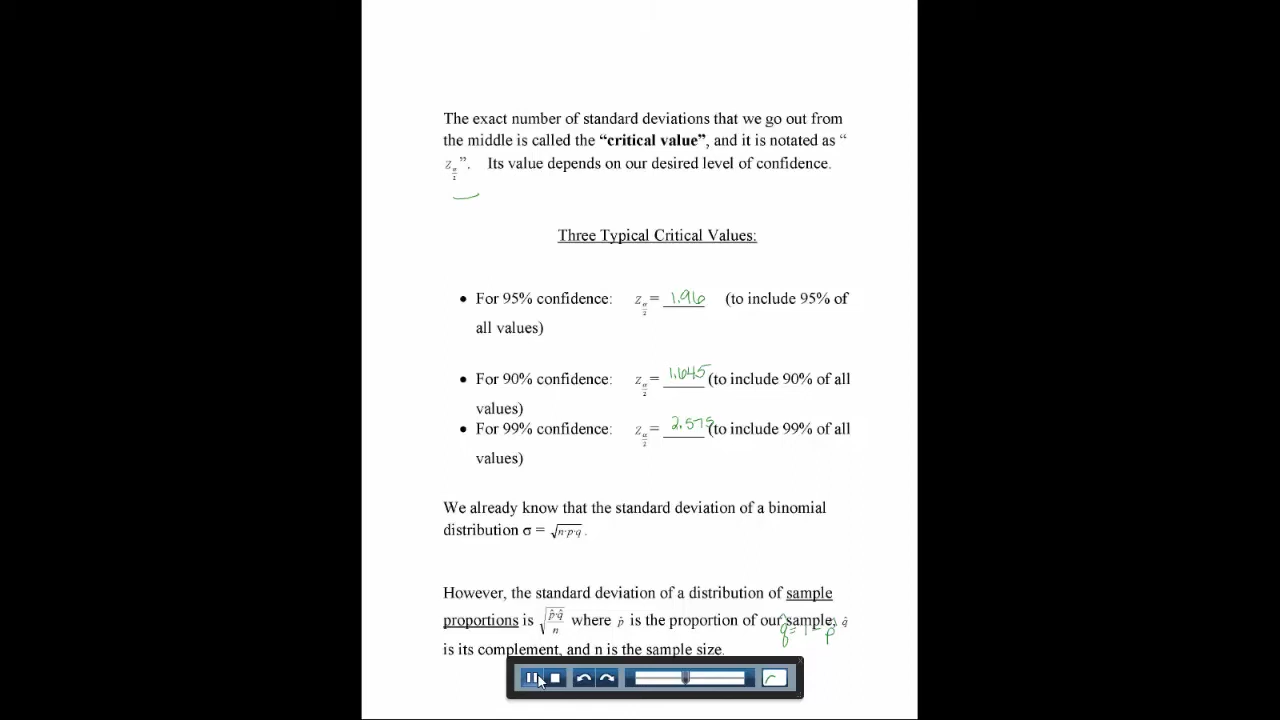 The exact number of standard deviations that we go out from
the middle is called the “critical value”, and it is notated as “
z α/2 ”. Its value depends on our desired level of confidence.
Three Typical Critical Values:
• For 95% confidence: z α/2 = 1.96 (to include 95% of
all values)
• For 90% confidence: z α/2 = 1.645 (to include 90% of all
values)
• For 99% confidence: z α/2 = 2.575 (to include 99% of all
values)
We already know that the standard deviation of a binomial
distribution σ = √n·p·q .
However, the standard deviation of a distribution of sample
proportions is √(p̂·q̂/n) where p̂ is the proportion of our sample, q̂
q̂ = 1 - p̂
is its complement, and n is the sample size.